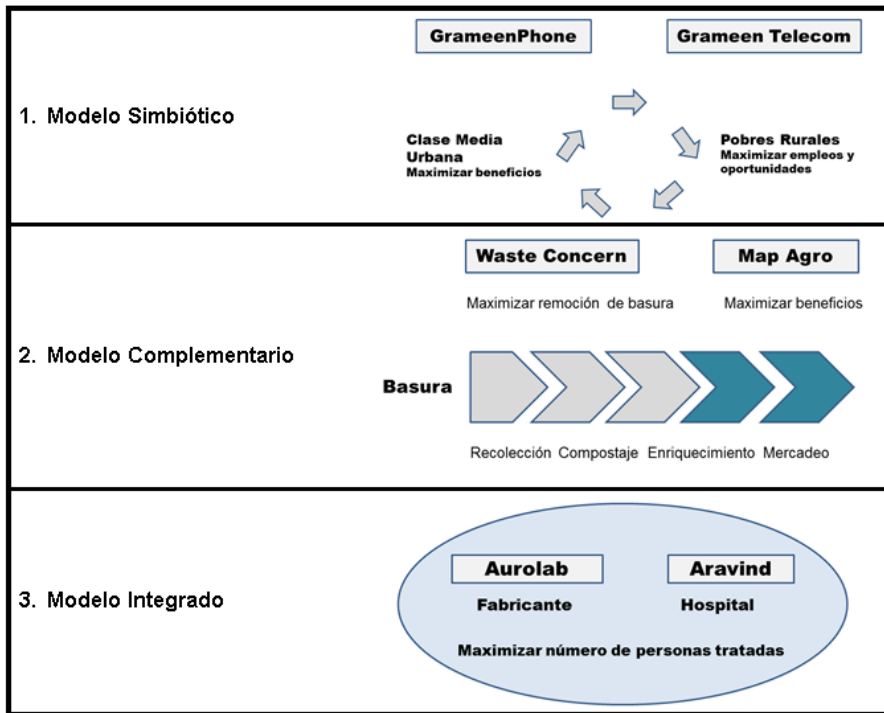 GrameenPhone
Grameen Telecom
1. Modelo Simbiótico
Clase Media
Urbana
Maximizar beneficios
Pobres Rurales
Maximizar empleos y
oportunidades
Waste Concern
Map Agro
Maximizar remoción de basura
Maximizar beneficios
2. Modelo Complementario
Basura
Recolección Compostaje Enriquecimiento Mercadeo
Aurolab
Aravind
3. Modelo Integrado
Fabricante
Hospital
Maximizar número de personas tratadas